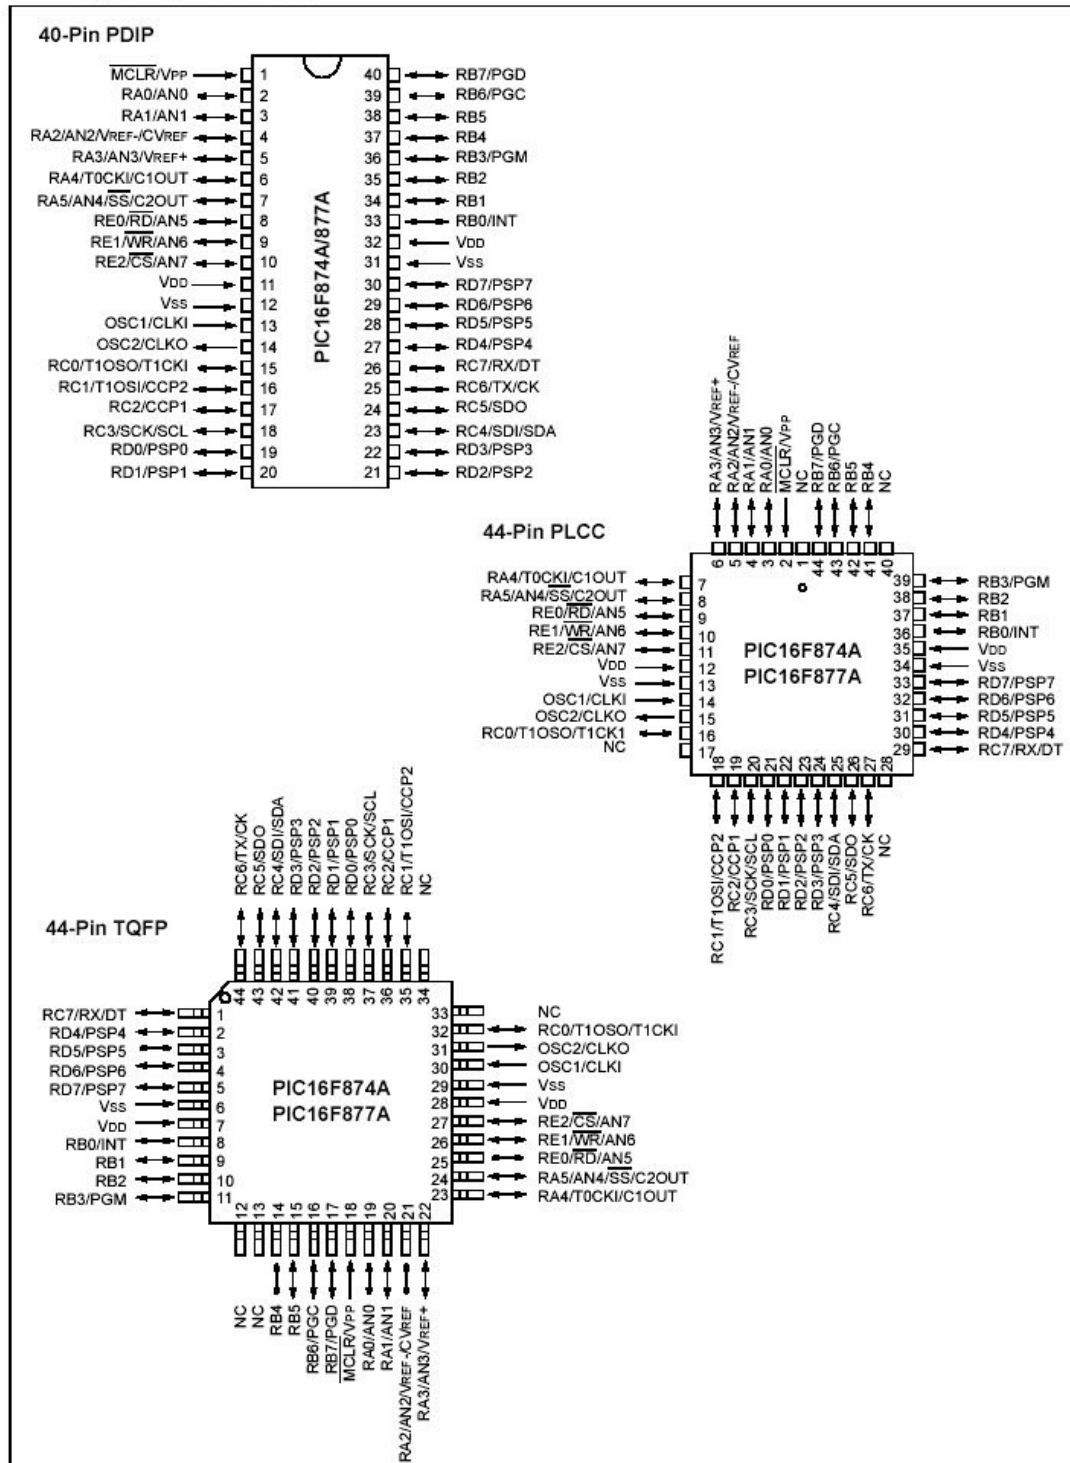 40-Pin PDIP
MCLR/VPP 1 40 RB7/PGD
RA0/AN0 2 39 RB6/PGC
RA1/AN1 3 38 RB5
RA2/AN2/VREF-/CVREF 4 37 RB4
RA3/AN3/VREF+ 5 36 RB3/PGM
RA4/T0CKI/C1OUT 6 35 RB2
RA5/AN4/SS/C2OUT 7 34 RB1
RE0/RD/AN5 8 33 RB0/INT
RE1/WR/AN6 9 32 VDD
RE2/CS/AN7 10 31 VSS
VDD 11 30 RD7/PSP7
VSS 12 29 RD6/PSP6
OSC1/CLKI 13 28 RD5/PSP5
OSC2/CLKO 14 27 RD4/PSP4
RC0/T1OSO/T1CKI 15 26 RC7/RX/DT
RC1/T1OSI/CCP2 16 25 RC6/TX/CK
RC2/CCP1 17 24 RC5/SDO
RC3/SCK/SCL 18 23 RC4/SDI/SDA
RD0/PSP0 19 22 RD3/PSP3
RD1/PSP1 20 21 RD2/PSP2
PIC16F874A/877A
44-Pin PLCC
RA3/AN3/VREF+
RA2/AN2/VREF-/CVREF
RA1/AN1
RA0/AN0
MCLR/VPP
NC
RB7/PGD
RB6/PGC
RB5
RB4
NC
6 5 4 3 2 1 44 43 42 41 40
RA4/T0CKI/C1OUT 7 39 RB3/PGM
RA5/AN4/SS/C2OUT 8 38 RB2
RE0/RD/AN5 9 37 RB1
RE1/WR/AN6 10 36 RB0/INT
RE2/CS/AN7 11 35 VDD
VDD 12 34 VSS
VSS 13 33 RD7/PSP7
OSC1/CLKI 14 32 RD6/PSP6
OSC2/CLKO 15 31 RD5/PSP5
RC0/T1OSO/T1CK1 16 30 RD4/PSP4
NC 17 29 RC7/RX/DT
PIC16F874A
PIC16F877A
18 19 20 21 22 23 24 25 26 27 28
RC1/T1OSI/CCP2
RC2/CCP1
RC3/SCK/SCL
RD0/PSP0
RD1/PSP1
RD2/PSP2
RD3/PSP3
RC4/SDI/SDA
RC5/SDO
RC6/TX/CK
NC
44-Pin TQFP
RC6/TX/CK
RC5/SDO
RC4/SDI/SDA
RD3/PSP3
RD2/PSP2
RD1/PSP1
RD0/PSP0
RC3/SCK/SCL
RC2/CCP1
RC1/T1OSI/CCP2
NC
44 43 42 41 40 39 38 37 36 35 34
RC7/RX/DT 1 33 NC
RD4/PSP4 2 32 RC0/T1OSO/T1CKI
RD5/PSP5 3 31 OSC2/CLKO
RD6/PSP6 4 30 OSC1/CLKI
RD7/PSP7 5 29 VSS
VSS 6 28 VDD
VDD 7 27 RE2/CS/AN7
RB0/INT 8 26 RE1/WR/AN6
RB1 9 25 RE0/RD/AN5
RB2 10 24 RA5/AN4/SS/C2OUT
RB3/PGM 11 23 RA4/T0CKI/C1OUT
PIC16F874A
PIC16F877A
12 13 14 15 16 17 18 19 20 21 22
NC
NC
RB4
RB5
RB6/PGC
RB7/PGD
MCLR/VPP
RA0/AN0
RA1/AN1
RA2/AN2/VREF-/CVREF
RA3/AN3/VREF+